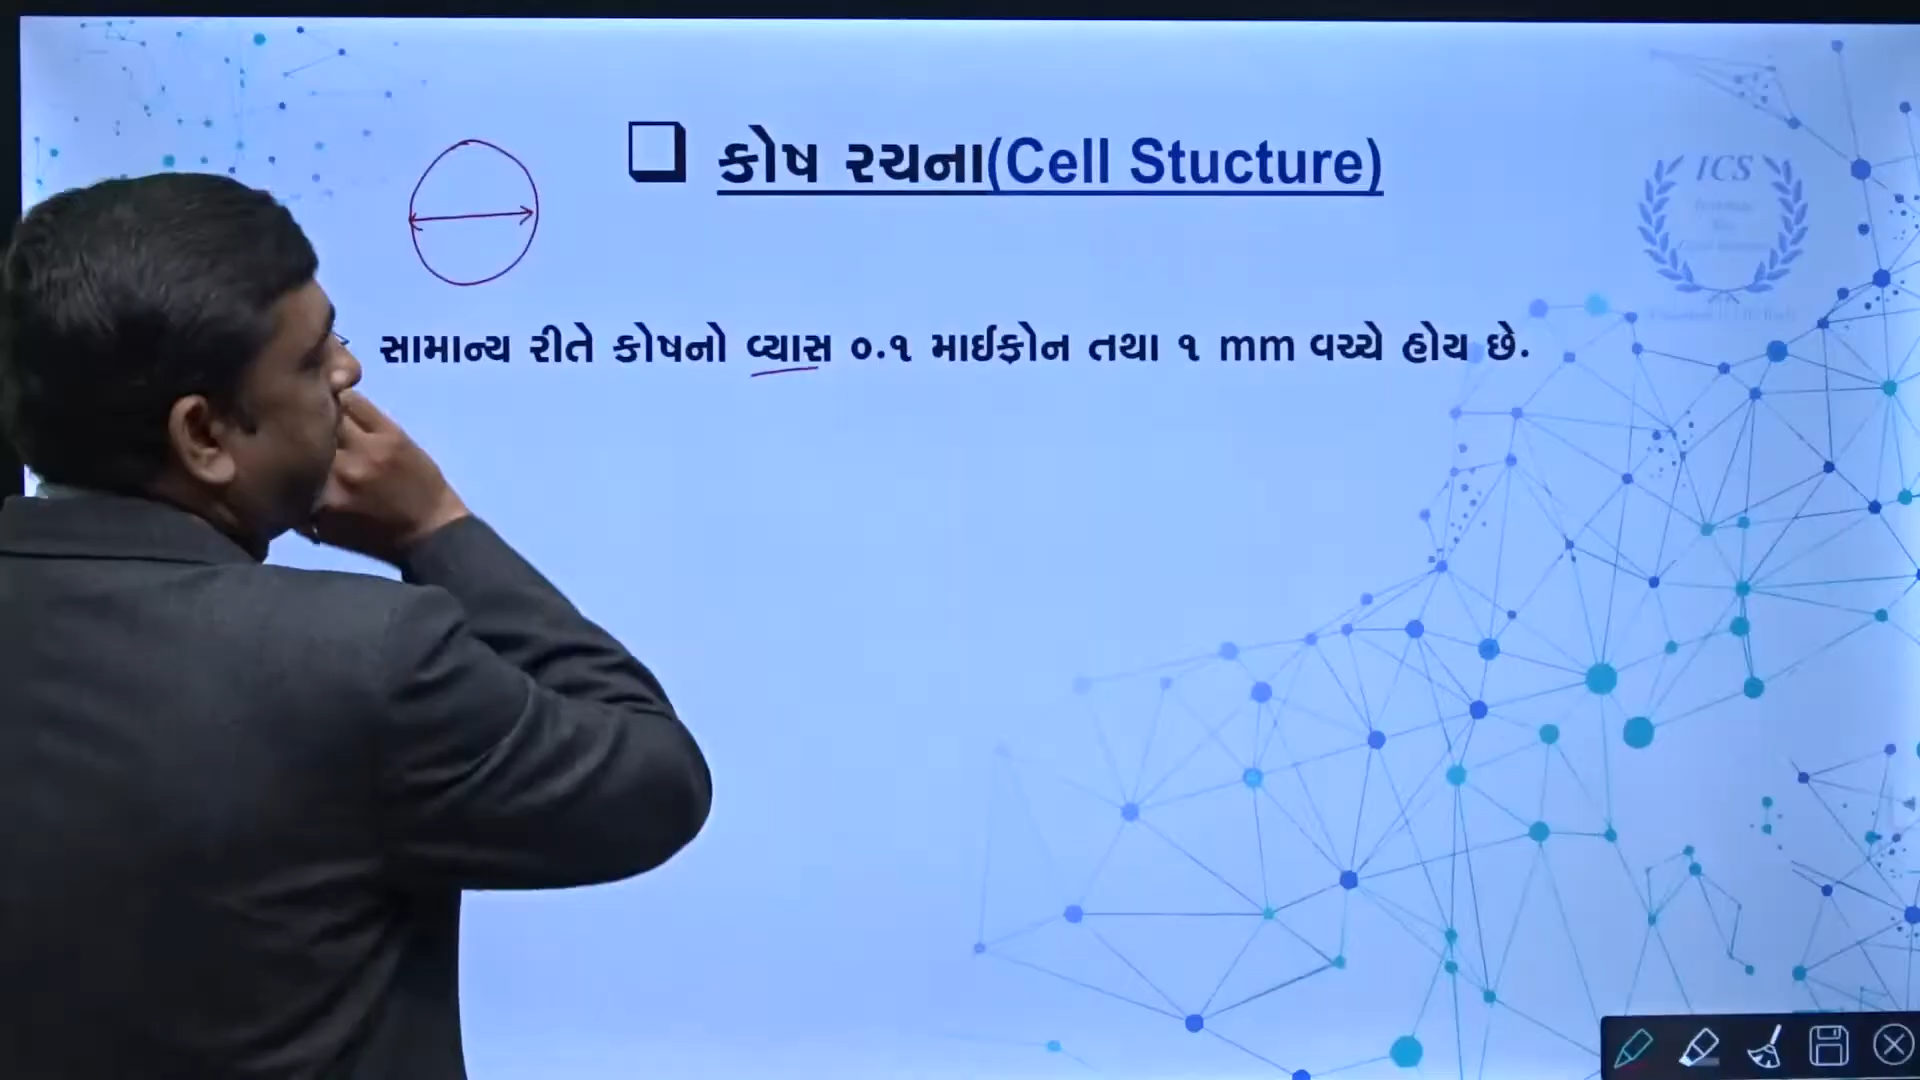 કોષ રચના(Cell Stucture)
ICS
સામાન્ય રીતે કોષનો વ્યાસ ૦.૧ માઈક્રોન તથા ૧ mm વચ્ચે હોય છે.